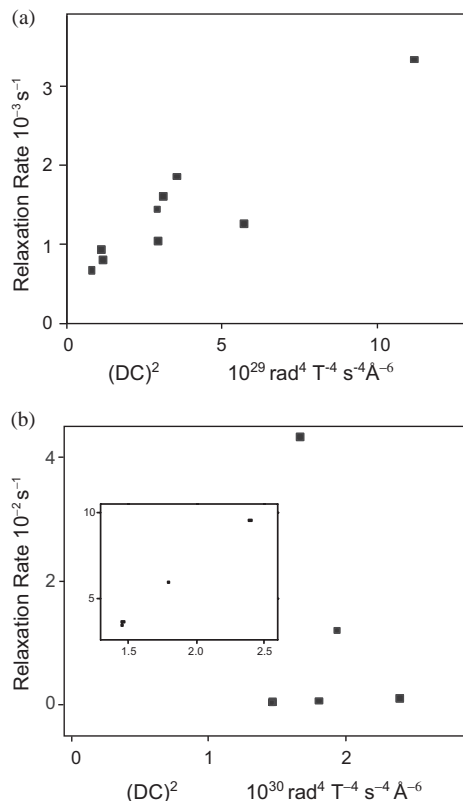 (a)
3
2
1
0
Relaxation Rate 10⁻³ s⁻¹
0 5 10
(DC)² 10²⁹ rad⁴ T⁻⁴ s⁻⁴Å⁻⁶
(b)
4
2
0
Relaxation Rate 10⁻² s⁻¹
10
5
1.5 2.0 2.5
0 1 2
(DC)² 10³⁰ rad⁴ T⁻⁴ s⁻⁴ Å⁻⁶